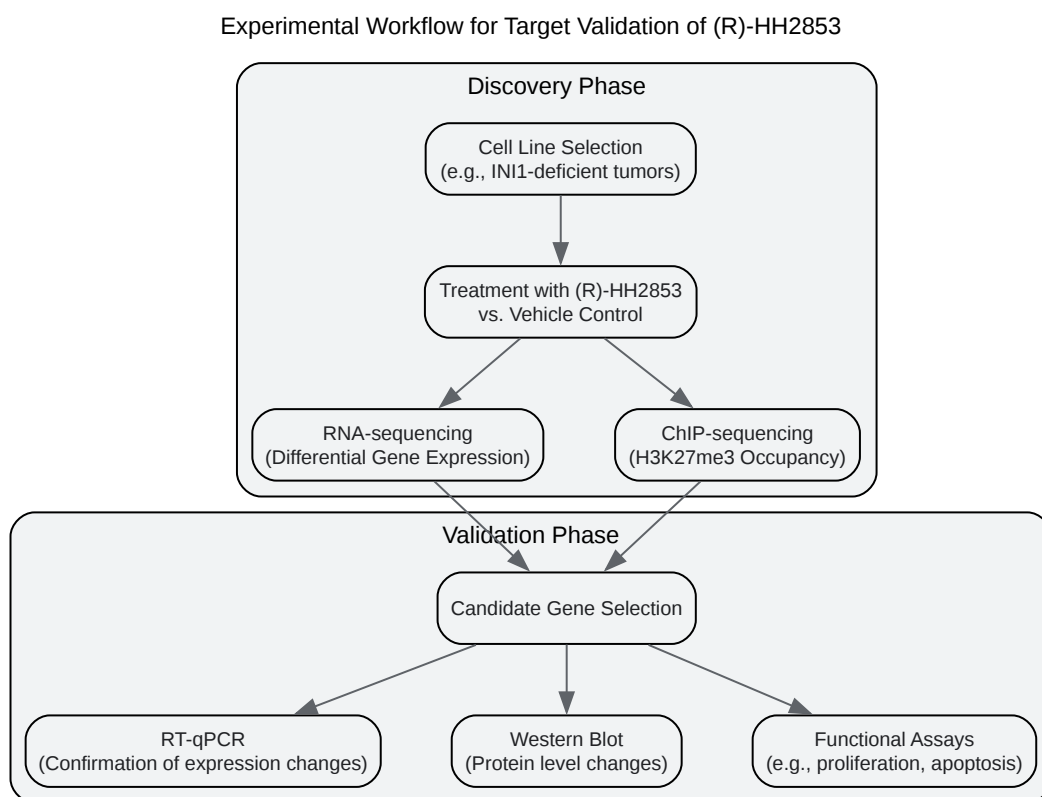 Experimental Workflow for Target Validation of (R)-HH2853
Discovery Phase
Cell Line Selection
(e.g., INI1-deficient tumors)
Treatment with (R)-HH2853
vs. Vehicle Control
RNA-sequencing
(Differential Gene Expression)
ChIP-sequencing
(H3K27me3 Occupancy)
Validation Phase
Candidate Gene Selection
RT-qPCR
(Confirmation of expression changes)
Western Blot
(Protein level changes)
Functional Assays
(e.g., proliferation, apoptosis)